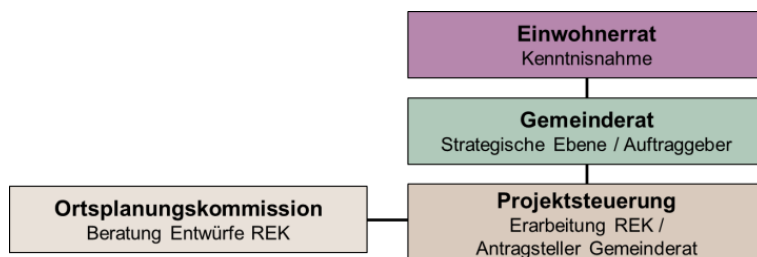 Einwohnerrat
Kenntnisnahme
Gemeinderat
Strategische Ebene / Auftraggeber
Ortsplanungskommission
Beratung Entwürfe REK
Projektsteuerung
Erarbeitung REK /
Antragsteller Gemeinderat